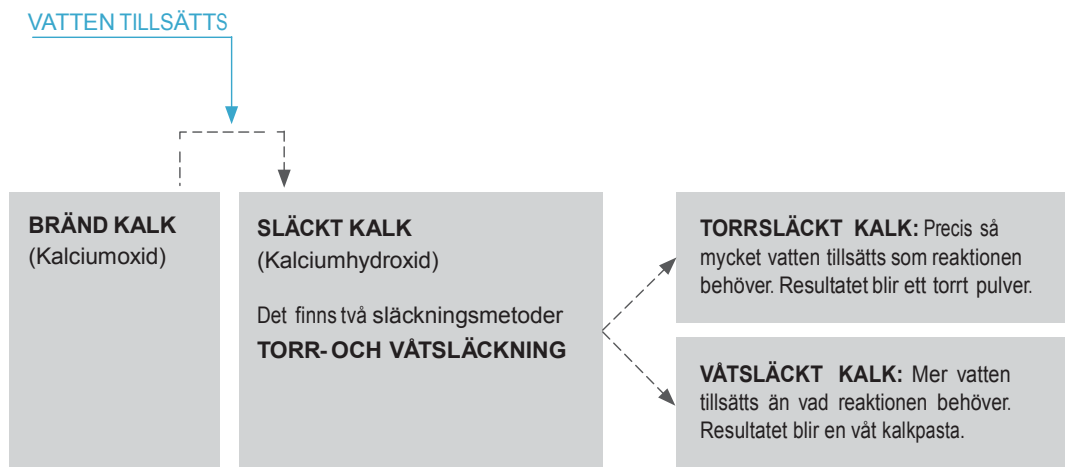 VATTEN TILLSÄTTS
BRÄND KALK
(Kalciumoxid)
SLÄCKT KALK
(Kalciumhydroxid)
Det finns två släckningsmetoder
TORR- OCH VÅTSLÄCKNING
TORRSLÄCKT KALK: Precis så
mycket vatten tillsätts som reaktionen
behöver. Resultatet blir ett torrt pulver.
VÅTSLÄCKT KALK: Mer vatten
tillsätts än vad reaktionen behöver.
Resultatet blir en våt kalkpasta.